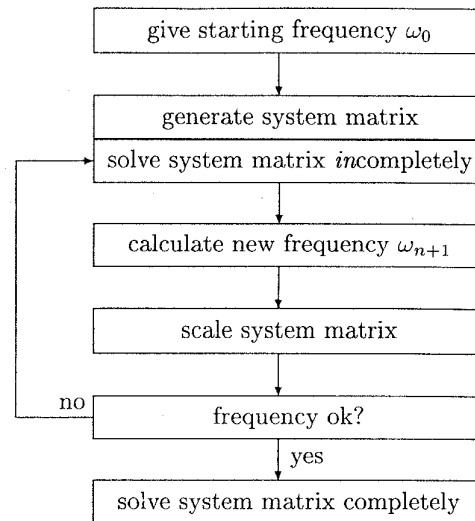 give starting frequency ω₀
generate system matrix
solve system matrix incompletely
calculate new frequency ωₙ₊₁
scale system matrix
no
frequency ok?
yes
solve system matrix completely